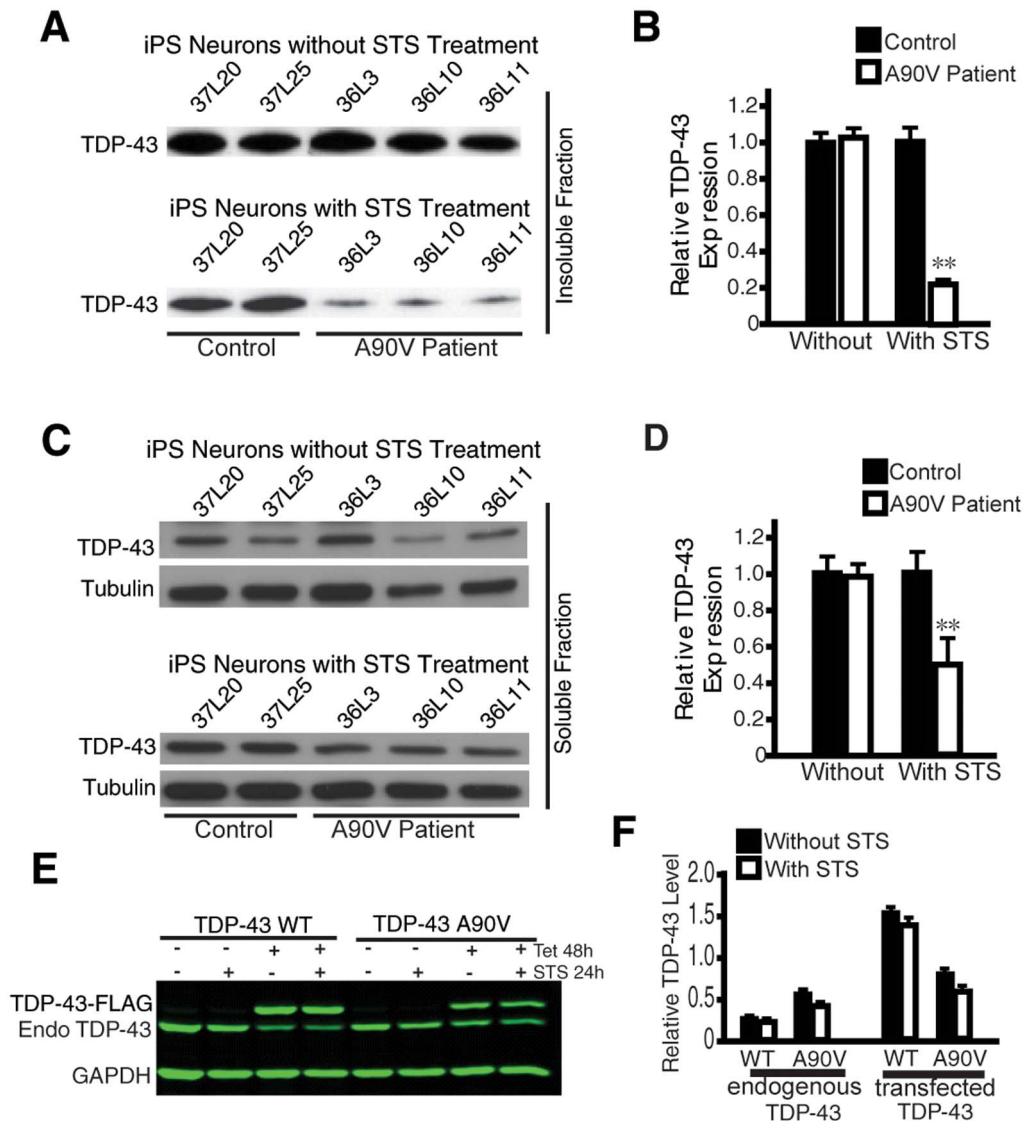 A
iPS Neurons without STS Treatment
37L20 37L25 36L3 36L10 36L11
TDP-43
iPS Neurons with STS Treatment
37L20 37L25 36L3 36L10 36L11
TDP-43
Control A90V Patient
Insoluble Fraction
B
Control
A90V Patient
Relative TDP-43
Expression
1.2
1.0
0.8
0.6
0.4
0.2
0
**
Without With STS
C
iPS Neurons without STS Treatment
37L20 37L25 36L3 36L10 36L11
TDP-43
Tubulin
iPS Neurons with STS Treatment
37L20 37L25 36L3 36L10 36L11
TDP-43
Tubulin
Control A90V Patient
Soluble Fraction
D
Control
A90V Patient
Relative TDP-43
Expression
1.2
1.0
0.8
0.6
0.4
0.2
0
**
Without With STS
E
TDP-43 WT TDP-43 A90V
- - + + - - + + Tet 48h
- + - + - + - + STS 24h
TDP-43-FLAG
Endo TDP-43
GAPDH
F
Without STS
With STS
Relative TDP-43 Level
2.0
1.5
1.0
0.5
0
WT A90V WT A90V
endogenous transfected
TDP-43 TDP-43